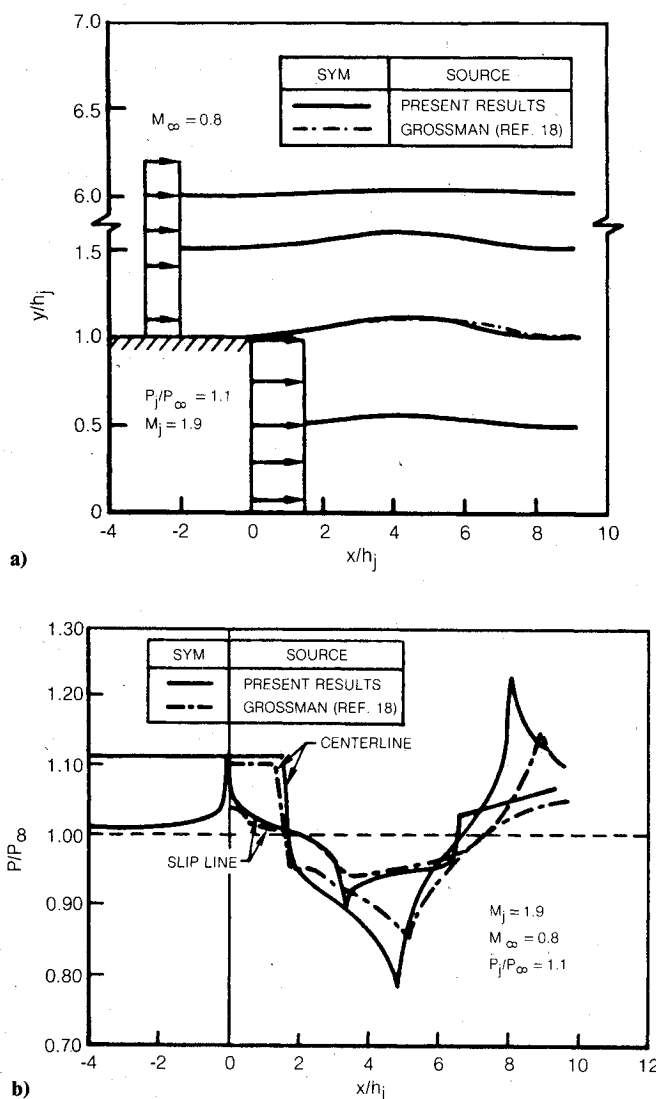 7.0
SYM SOURCE
PRESENT RESULTS
GROSSMAN (REF. 18)
6.5
M∞ = 0.8
6.0
1.5
y/hj
1.0
Pj/P∞ = 1.1
Mj = 1.9
0.5
0
-4 -2 0 2 4 6 8 10
x/hj
a)
1.30
SYM SOURCE
PRESENT RESULTS
GROSSMAN (REF. 18)
1.20
CENTERLINE
1.10
P/P∞
1.00
SLIP LINE
0.90
Mj = 1.9
M∞ = 0.8
Pj/P∞ = 1.1
0.80
0.70
-4 -2 0 2 4 6 8 10 12
x/hj
b)